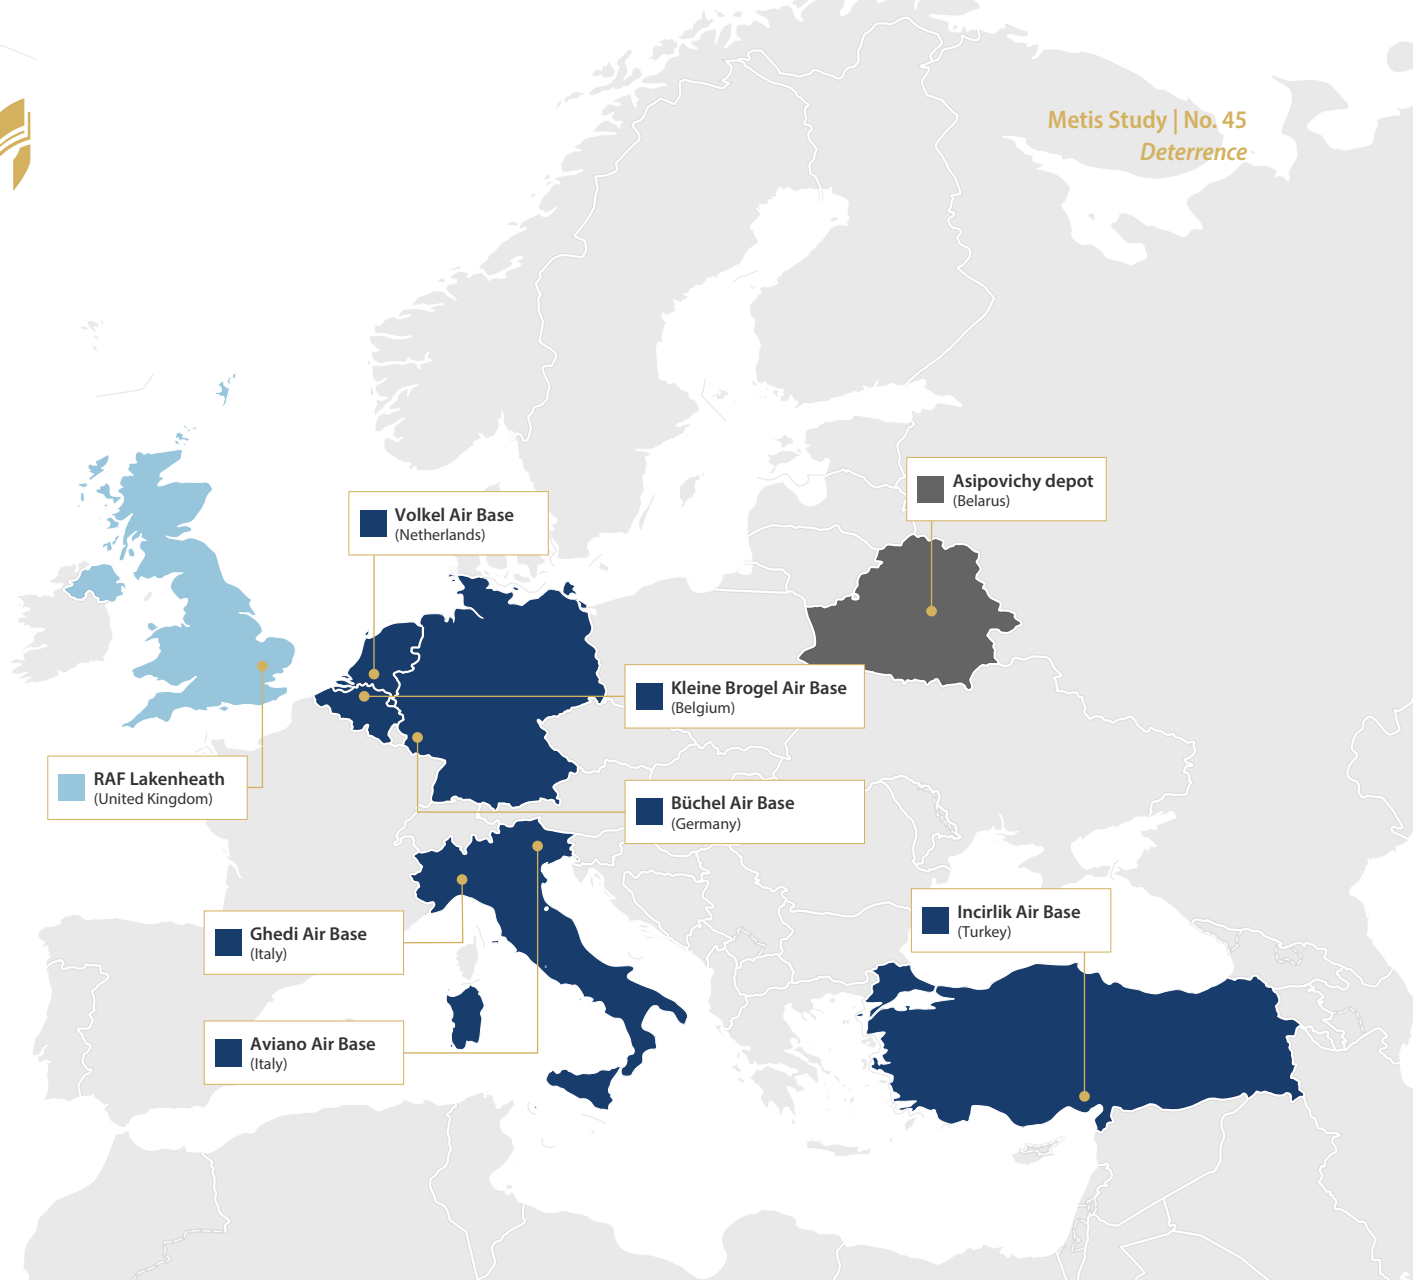 Metis Study | No. 45
Deterrence
Asipovichy depot
(Belarus)
Volkel Air Base
(Netherlands)
Kleine Brogel Air Base
(Belgium)
RAF Lakenheath
(United Kingdom)
Büchel Air Base
(Germany)
Incirlik Air Base
(Turkey)
Ghedi Air Base
(Italy)
Aviano Air Base
(Italy)